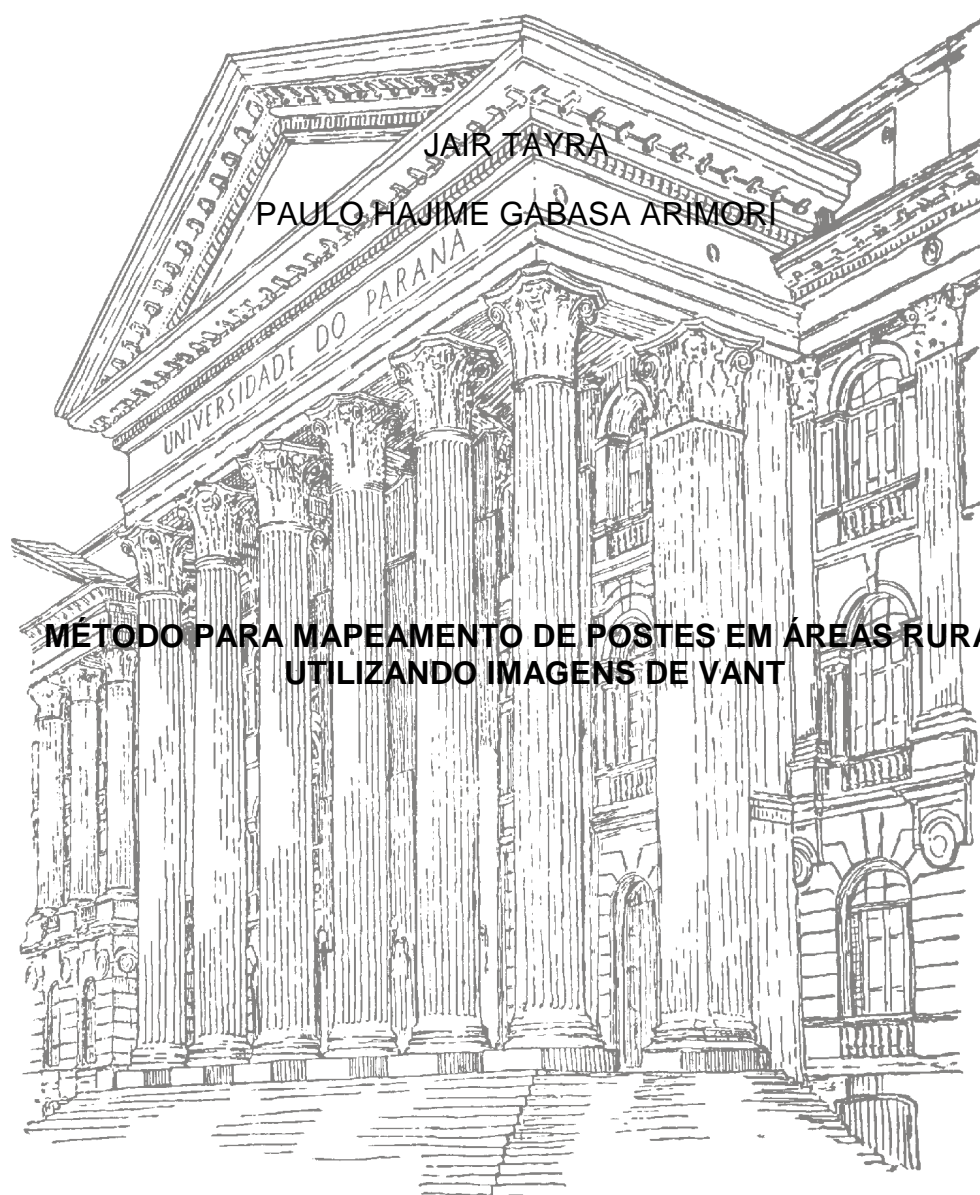 JAIR TAYRA
PAULO HAJIME GABASA ARIMORI
UNIVERSIDADE DO PARANÁ
MÉTODO PARA MAPEAMENTO DE POSTES EM ÁREAS RURA
UTILIZANDO IMAGENS DE VANT